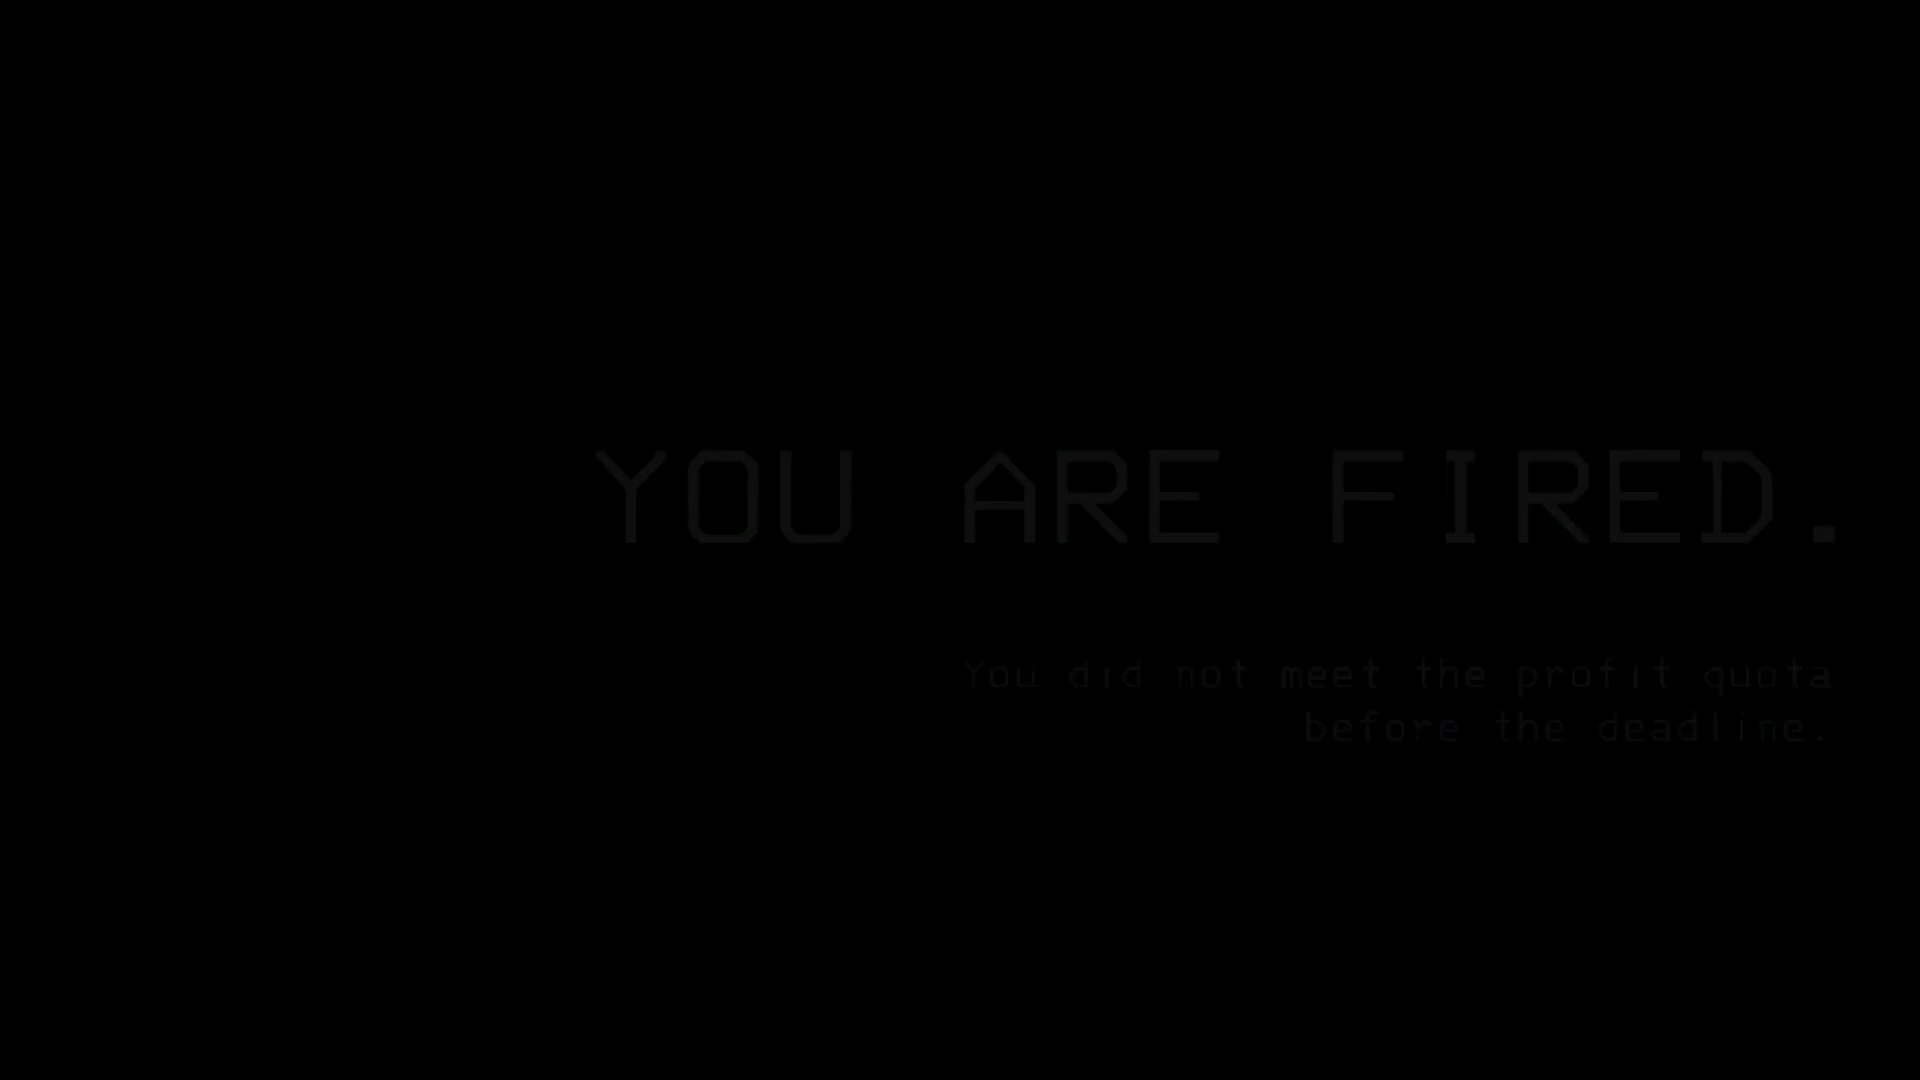 YOU ARE FIRED.
You did not meet the profit quota
before the deadline.